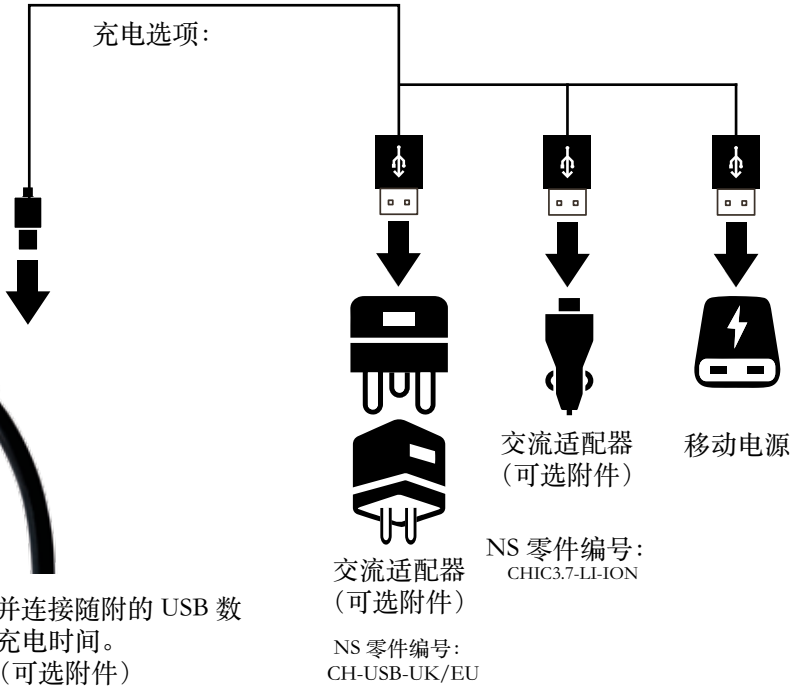 充电选项：
交流适配器
（可选附件）
移动电源
NS 零件编号：
CHIC3.7-LI-ION
交流适配器
（可选附件）
NS 零件编号：
CH-USB-UK/EU
并连接随附的 USB 数
充电时间。
（可选附件）